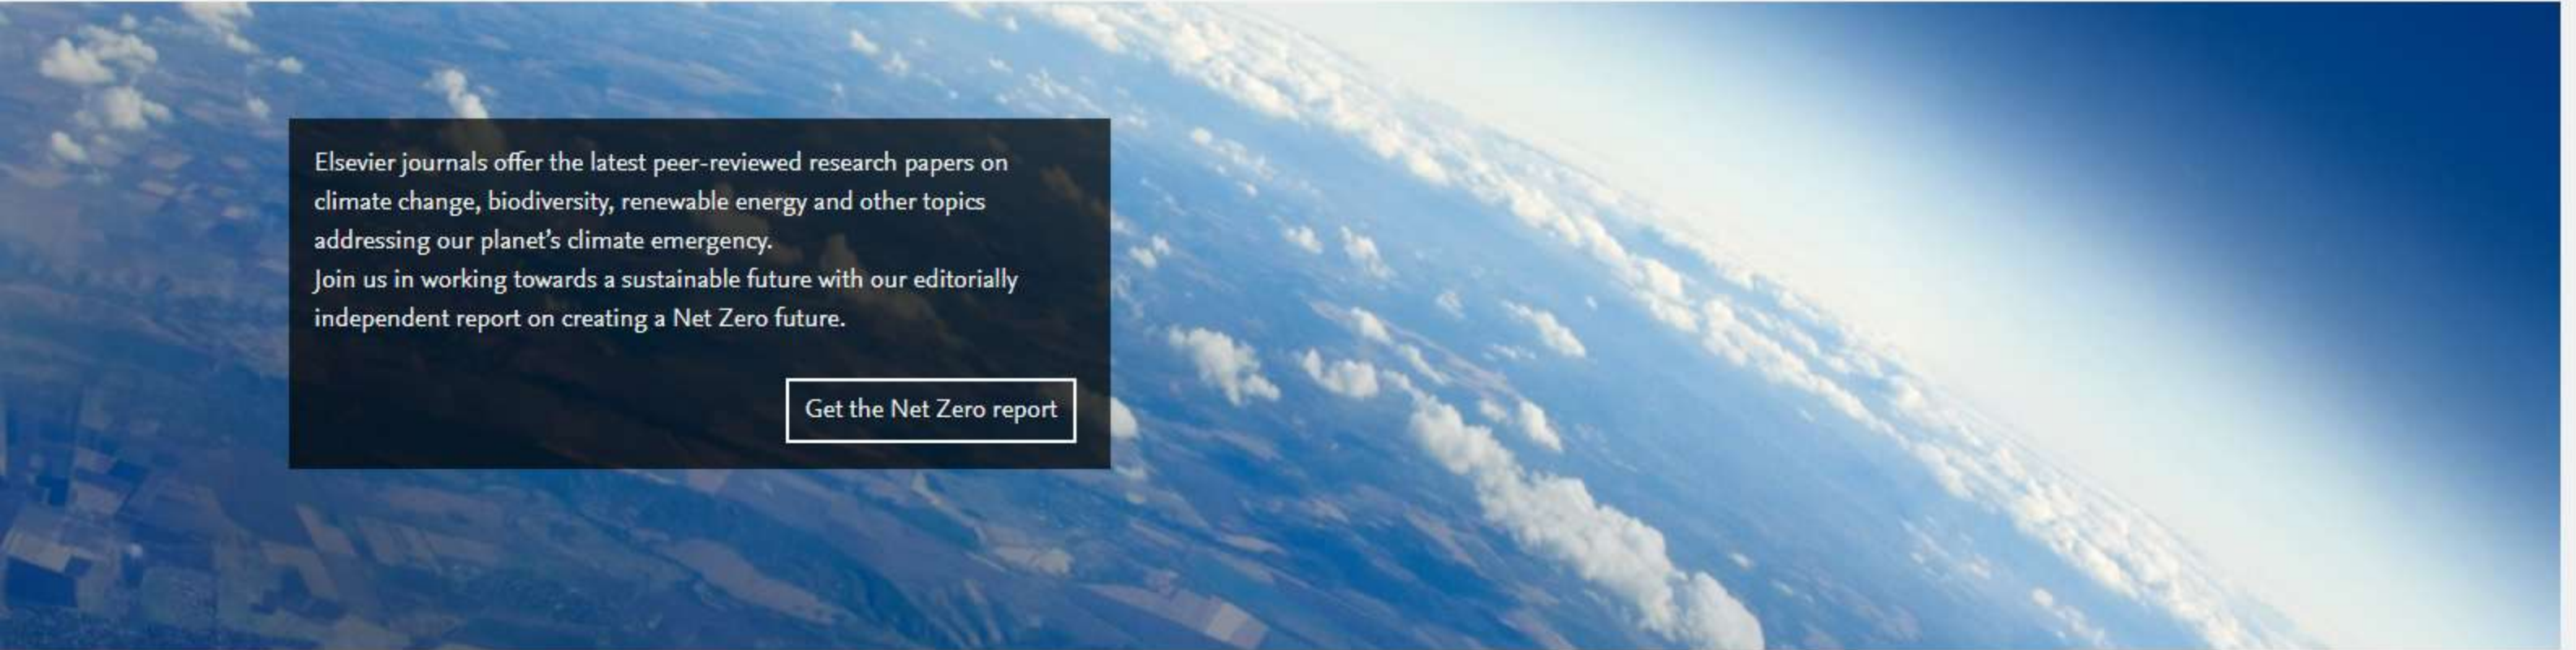 Elsevier journals offer the latest peer-reviewed research papers on
climate change, biodiversity, renewable energy and other topics
addressing our planet’s climate emergency.
Join us in working towards a sustainable future with our editorially
independent report on creating a Net Zero future.
Get the Net Zero report